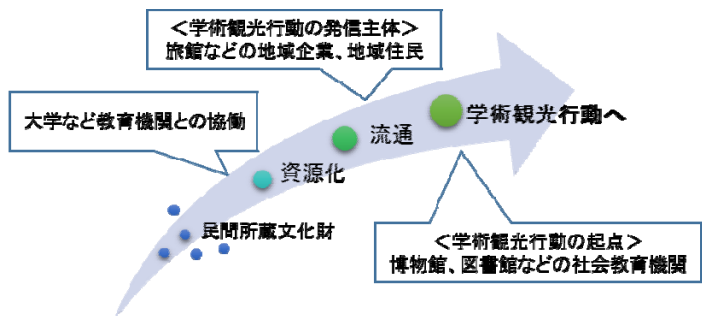 ＜学術観光行動の発信主体＞
旅館などの地域企業、地域住民
大学など教育機関との協働
学術観光行動へ
流通
資源化
民間所蔵文化財
＜学術観光行動の起点＞
博物館、図書館などの社会教育機関